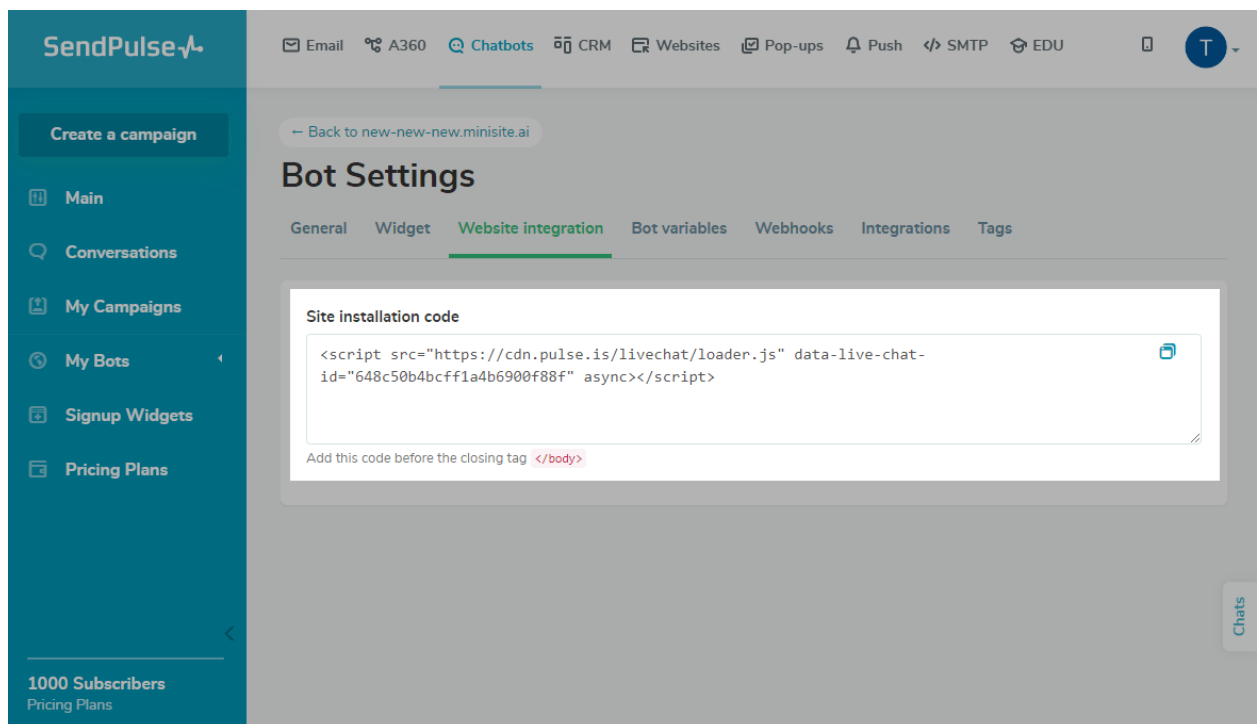 SendPulse
Email A360 Chatbots CRM Websites Pop-ups Push SMTP EDU T
Create a campaign
Main
Conversations
My Campaigns
My Bots
Signup Widgets
Pricing Plans
1000 Subscribers
Pricing Plans
← Back to new-new-new.minisite.ai
Bot Settings
General Widget Website integration Bot variables Webhooks Integrations Tags
Site installation code
<script src="https://cdn.pulse.is/livechat/loader.js" data-live-chat-
id="648c50b4bcff1a4b6900f88f" async></script>
Add this code before the closing tag </body>
Chats